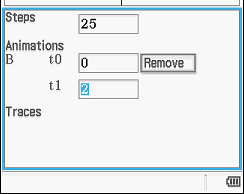 Steps 25
Animations
B t0 0 Remove
t1 2
Traces